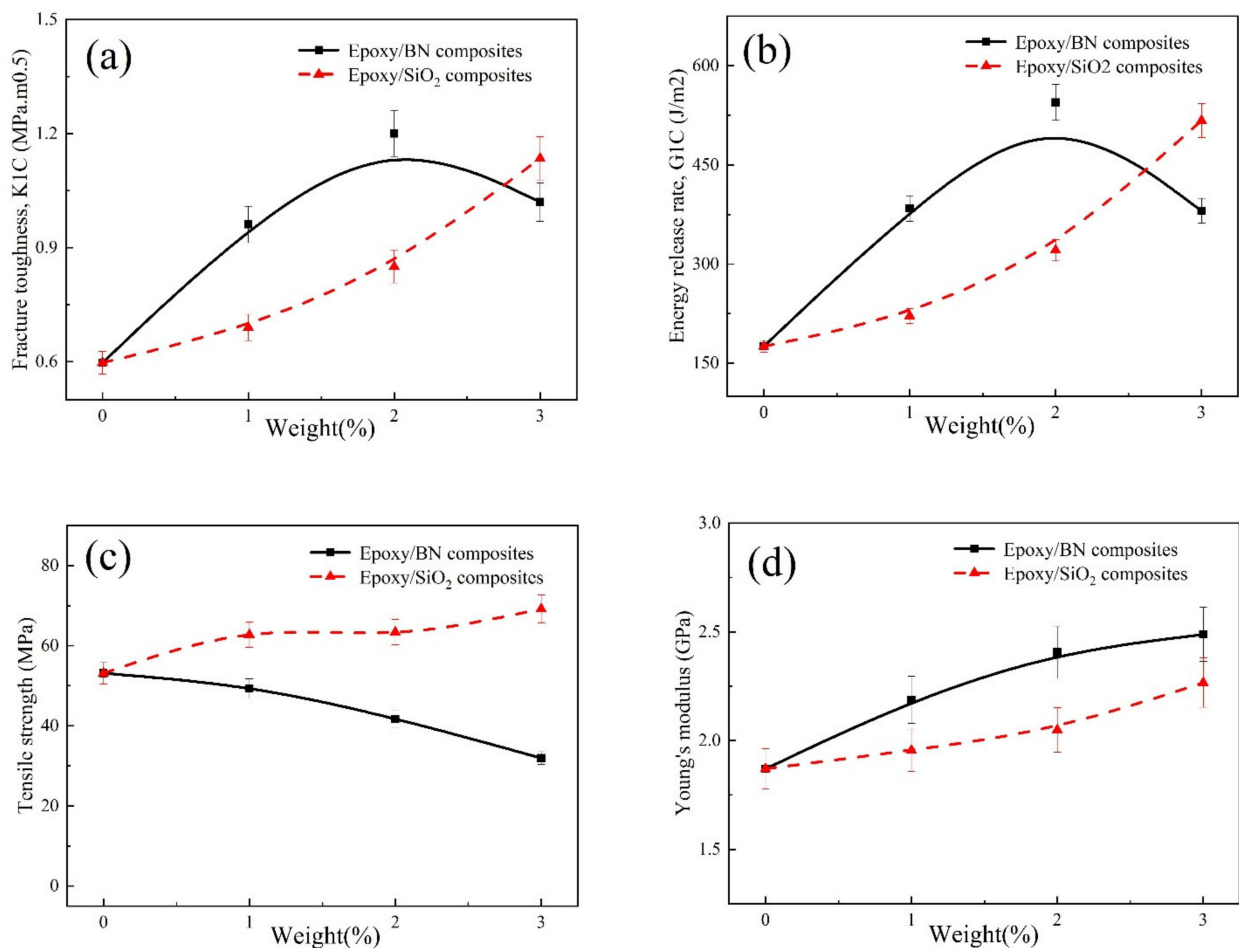 (a)
Epoxy/BN composites
Epoxy/SiO₂ composites
Fracture toughness, K1C (MPa.m0.5)
1.5
1.2
0.9
0.6
0
1
2
3
Weight(%)
(b)
Epoxy/BN composites
Epoxy/SiO2 composites
Energy release rate, G1C (J/m2)
600
450
300
150
0
1
2
3
Weight(%)
(c)
Epoxy/BN composites
Epoxy/SiO₂ composites
Tensile strength (MPa)
80
60
40
20
0
0
1
2
3
Weight(%)
(d)
Epoxy/BN composites
Epoxy/SiO₂ composites
Young's modulus (GPa)
3.0
2.5
2.0
1.5
0
1
2
3
Weight(%)